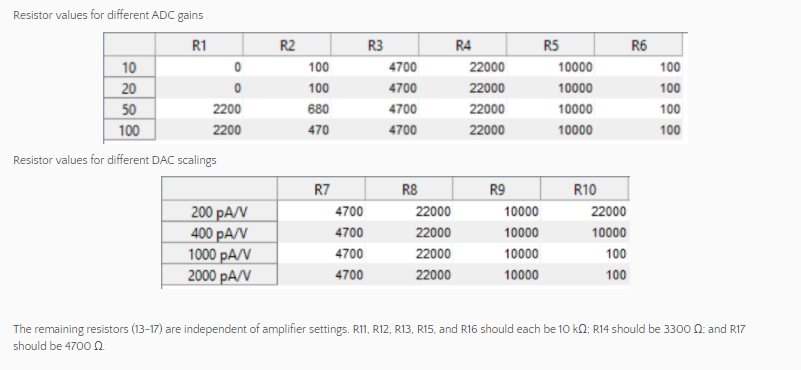 Resistor values for different ADC gains
R1 R2 R3 R4 R5 R6
10 0 100 4700 22000 10000 100
20 0 100 4700 22000 10000 100
50 2200 680 4700 22000 10000 100
100 2200 470 4700 22000 10000 100
Resistor values for different DAC scalings
R7 R8 R9 R10
200 pA/V 4700 22000 10000 22000
400 pA/V 4700 22000 10000 10000
1000 pA/V 4700 22000 10000 100
2000 pA/V 4700 22000 10000 100
The remaining resistors (13-17) are independent of amplifier settings. R11, R12, R13, R15, and R16 should each be 10 kΩ; R14 should be 3300 Ω; and R17
should be 4700 Ω.